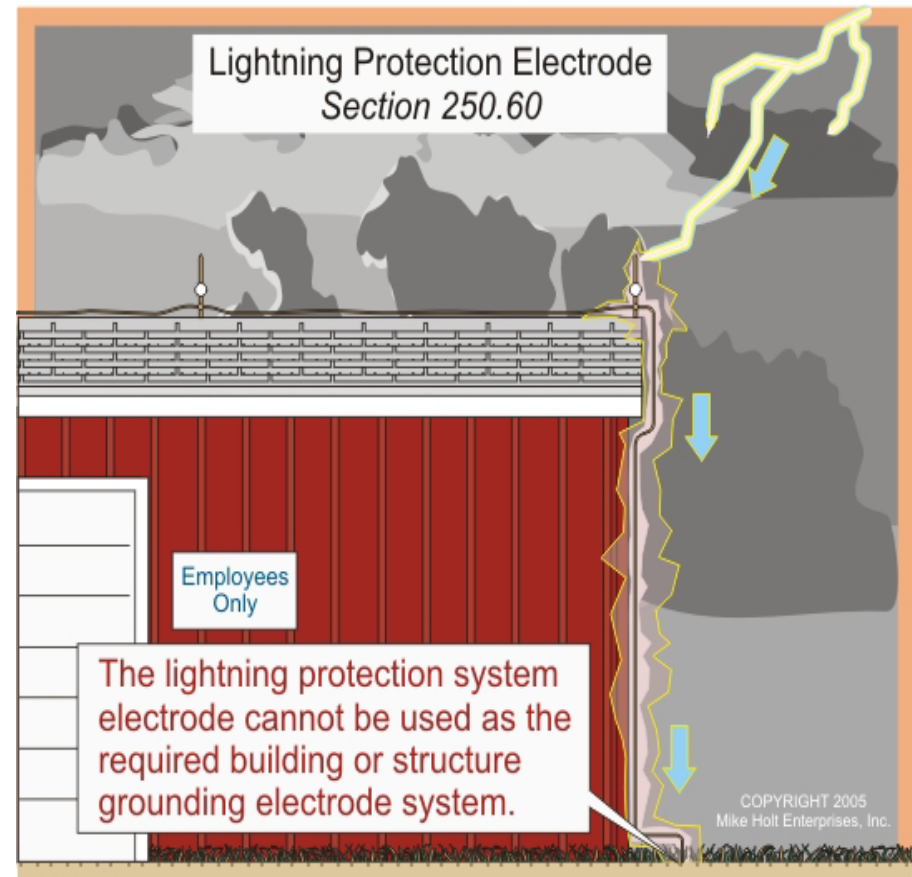 Lightning Protection Electrode
Section 250.60
Employees
Only
The lightning protection system
electrode cannot be used as the
required building or structure
grounding electrode system.
COPYRIGHT 2005
Mike Holt Enterprises, Inc.